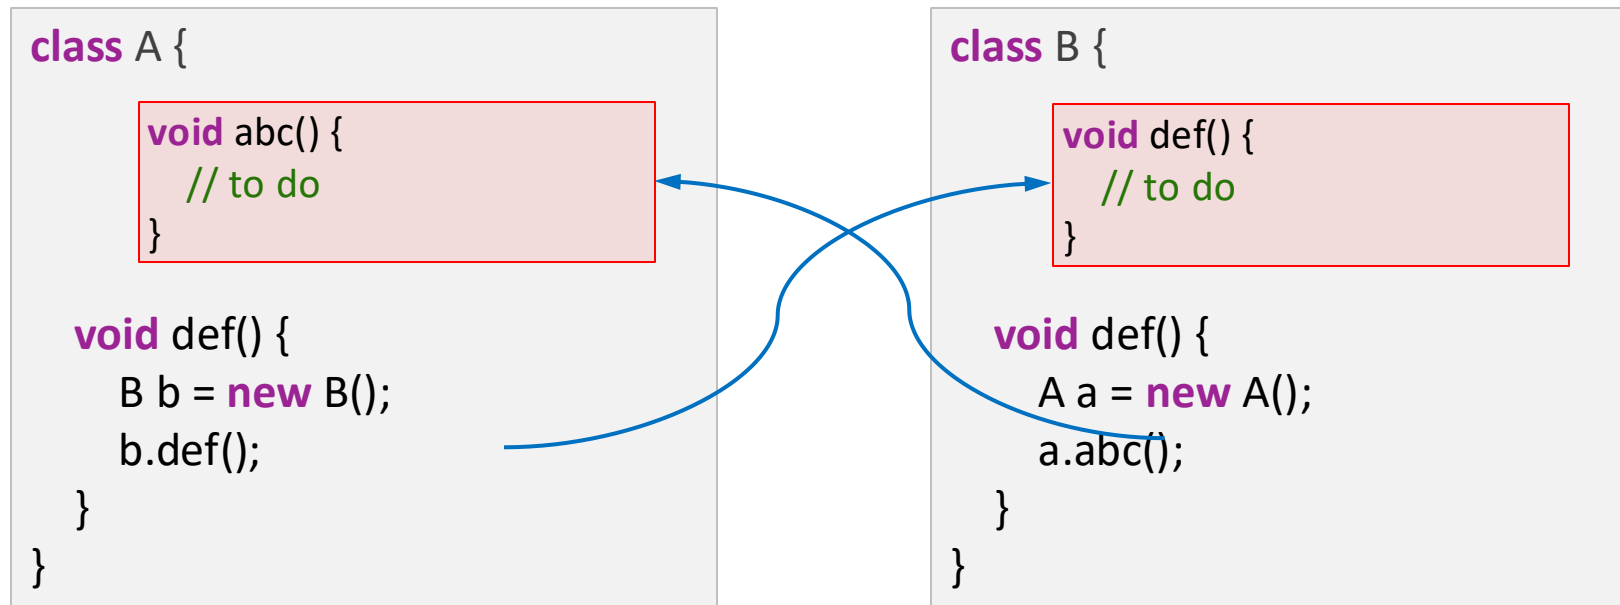 class A {
void abc() {
// to do
}
void def() {
B b = new B();
b.def();
}
}
class B {
void def() {
// to do
}
void def() {
A a = new A();
a.abc();
}
}